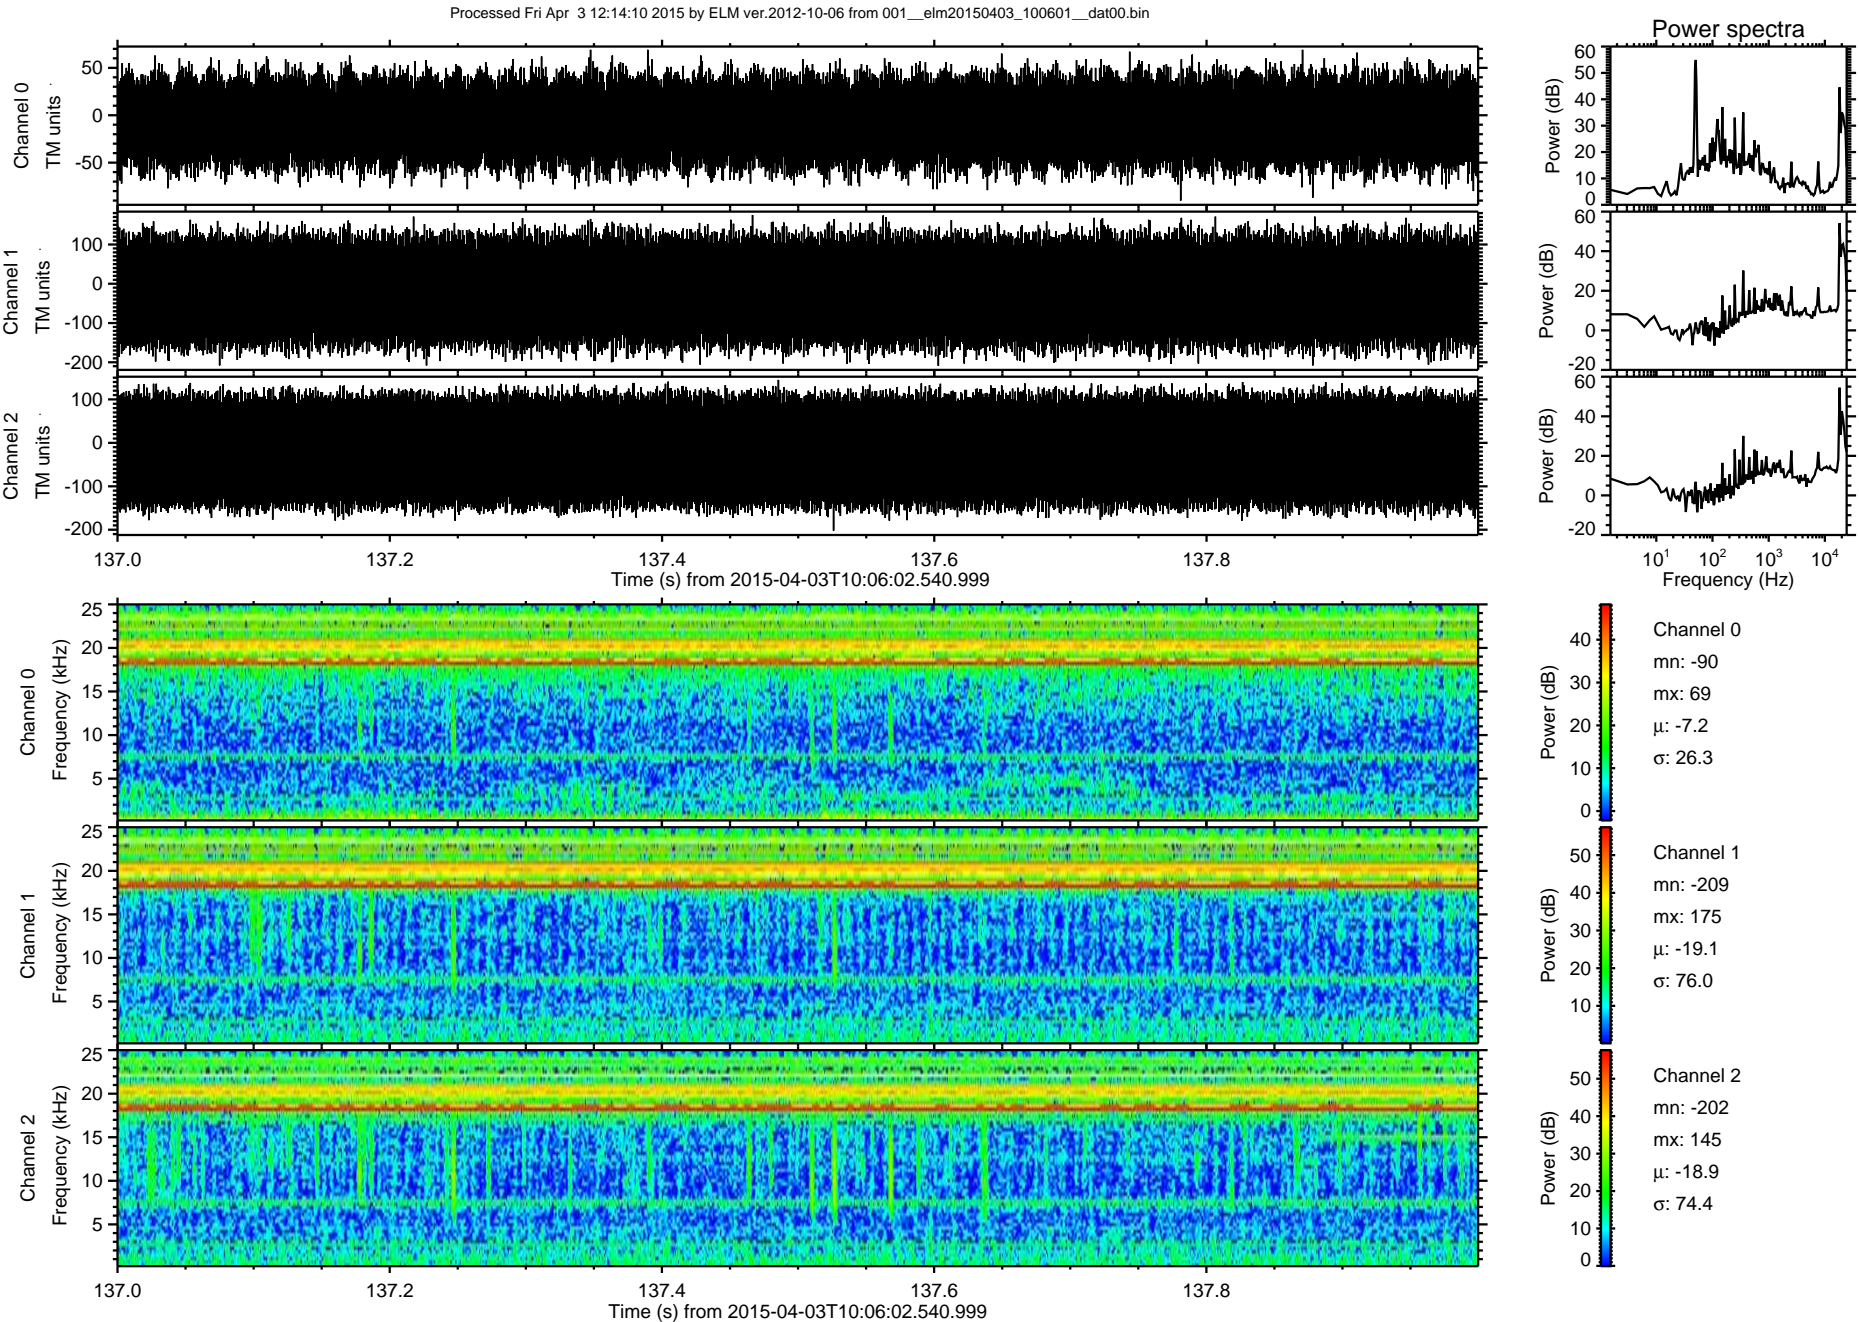 Processed Fri Apr  3 12:14:10 2015 by ELM ver.2012-10-06 from 001__elm20150403_100601__dat00.bin
Power spectra
Channel 0
TM units
50
0
-50
Power (dB)
60
50
40
30
20
10
0
Channel 1
TM units
100
0
-100
-200
Power (dB)
60
40
20
0
-20
Channel 2
TM units
100
0
-100
-200
Power (dB)
60
40
20
0
-20
137.0
137.2
137.4
137.6
137.8
Time (s) from 2015-04-03T10:06:02.540.999
10^1
10^2
10^3
10^4
Frequency (Hz)
Channel 0
Frequency (kHz)
25
20
15
10
5
Power (dB)
40
30
20
10
0
Channel 0
mn: -90
mx: 69
μ: -7.2
σ: 26.3
Channel 1
Frequency (kHz)
25
20
15
10
5
Power (dB)
50
40
30
20
10
Channel 1
mn: -209
mx: 175
μ: -19.1
σ: 76.0
Channel 2
Frequency (kHz)
25
20
15
10
5
Power (dB)
50
40
30
20
10
0
Channel 2
mn: -202
mx: 145
μ: -18.9
σ: 74.4
137.0
137.2
137.4
137.6
137.8
Time (s) from 2015-04-03T10:06:02.540.999